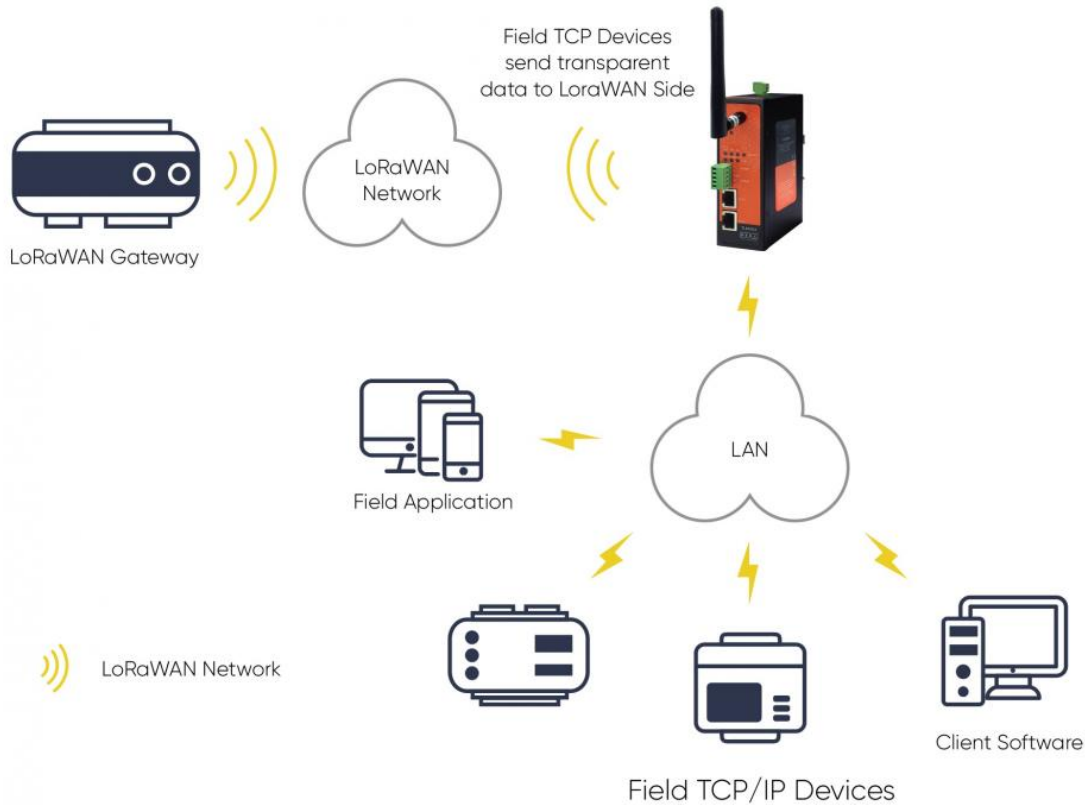 Field TCP Devices
send transparent
data to LoraWAN Side
LoRaWAN
Network
LoRaWAN Gateway
LAN
Field Application
LoRaWAN Network
Client Software
Field TCP/IP Devices